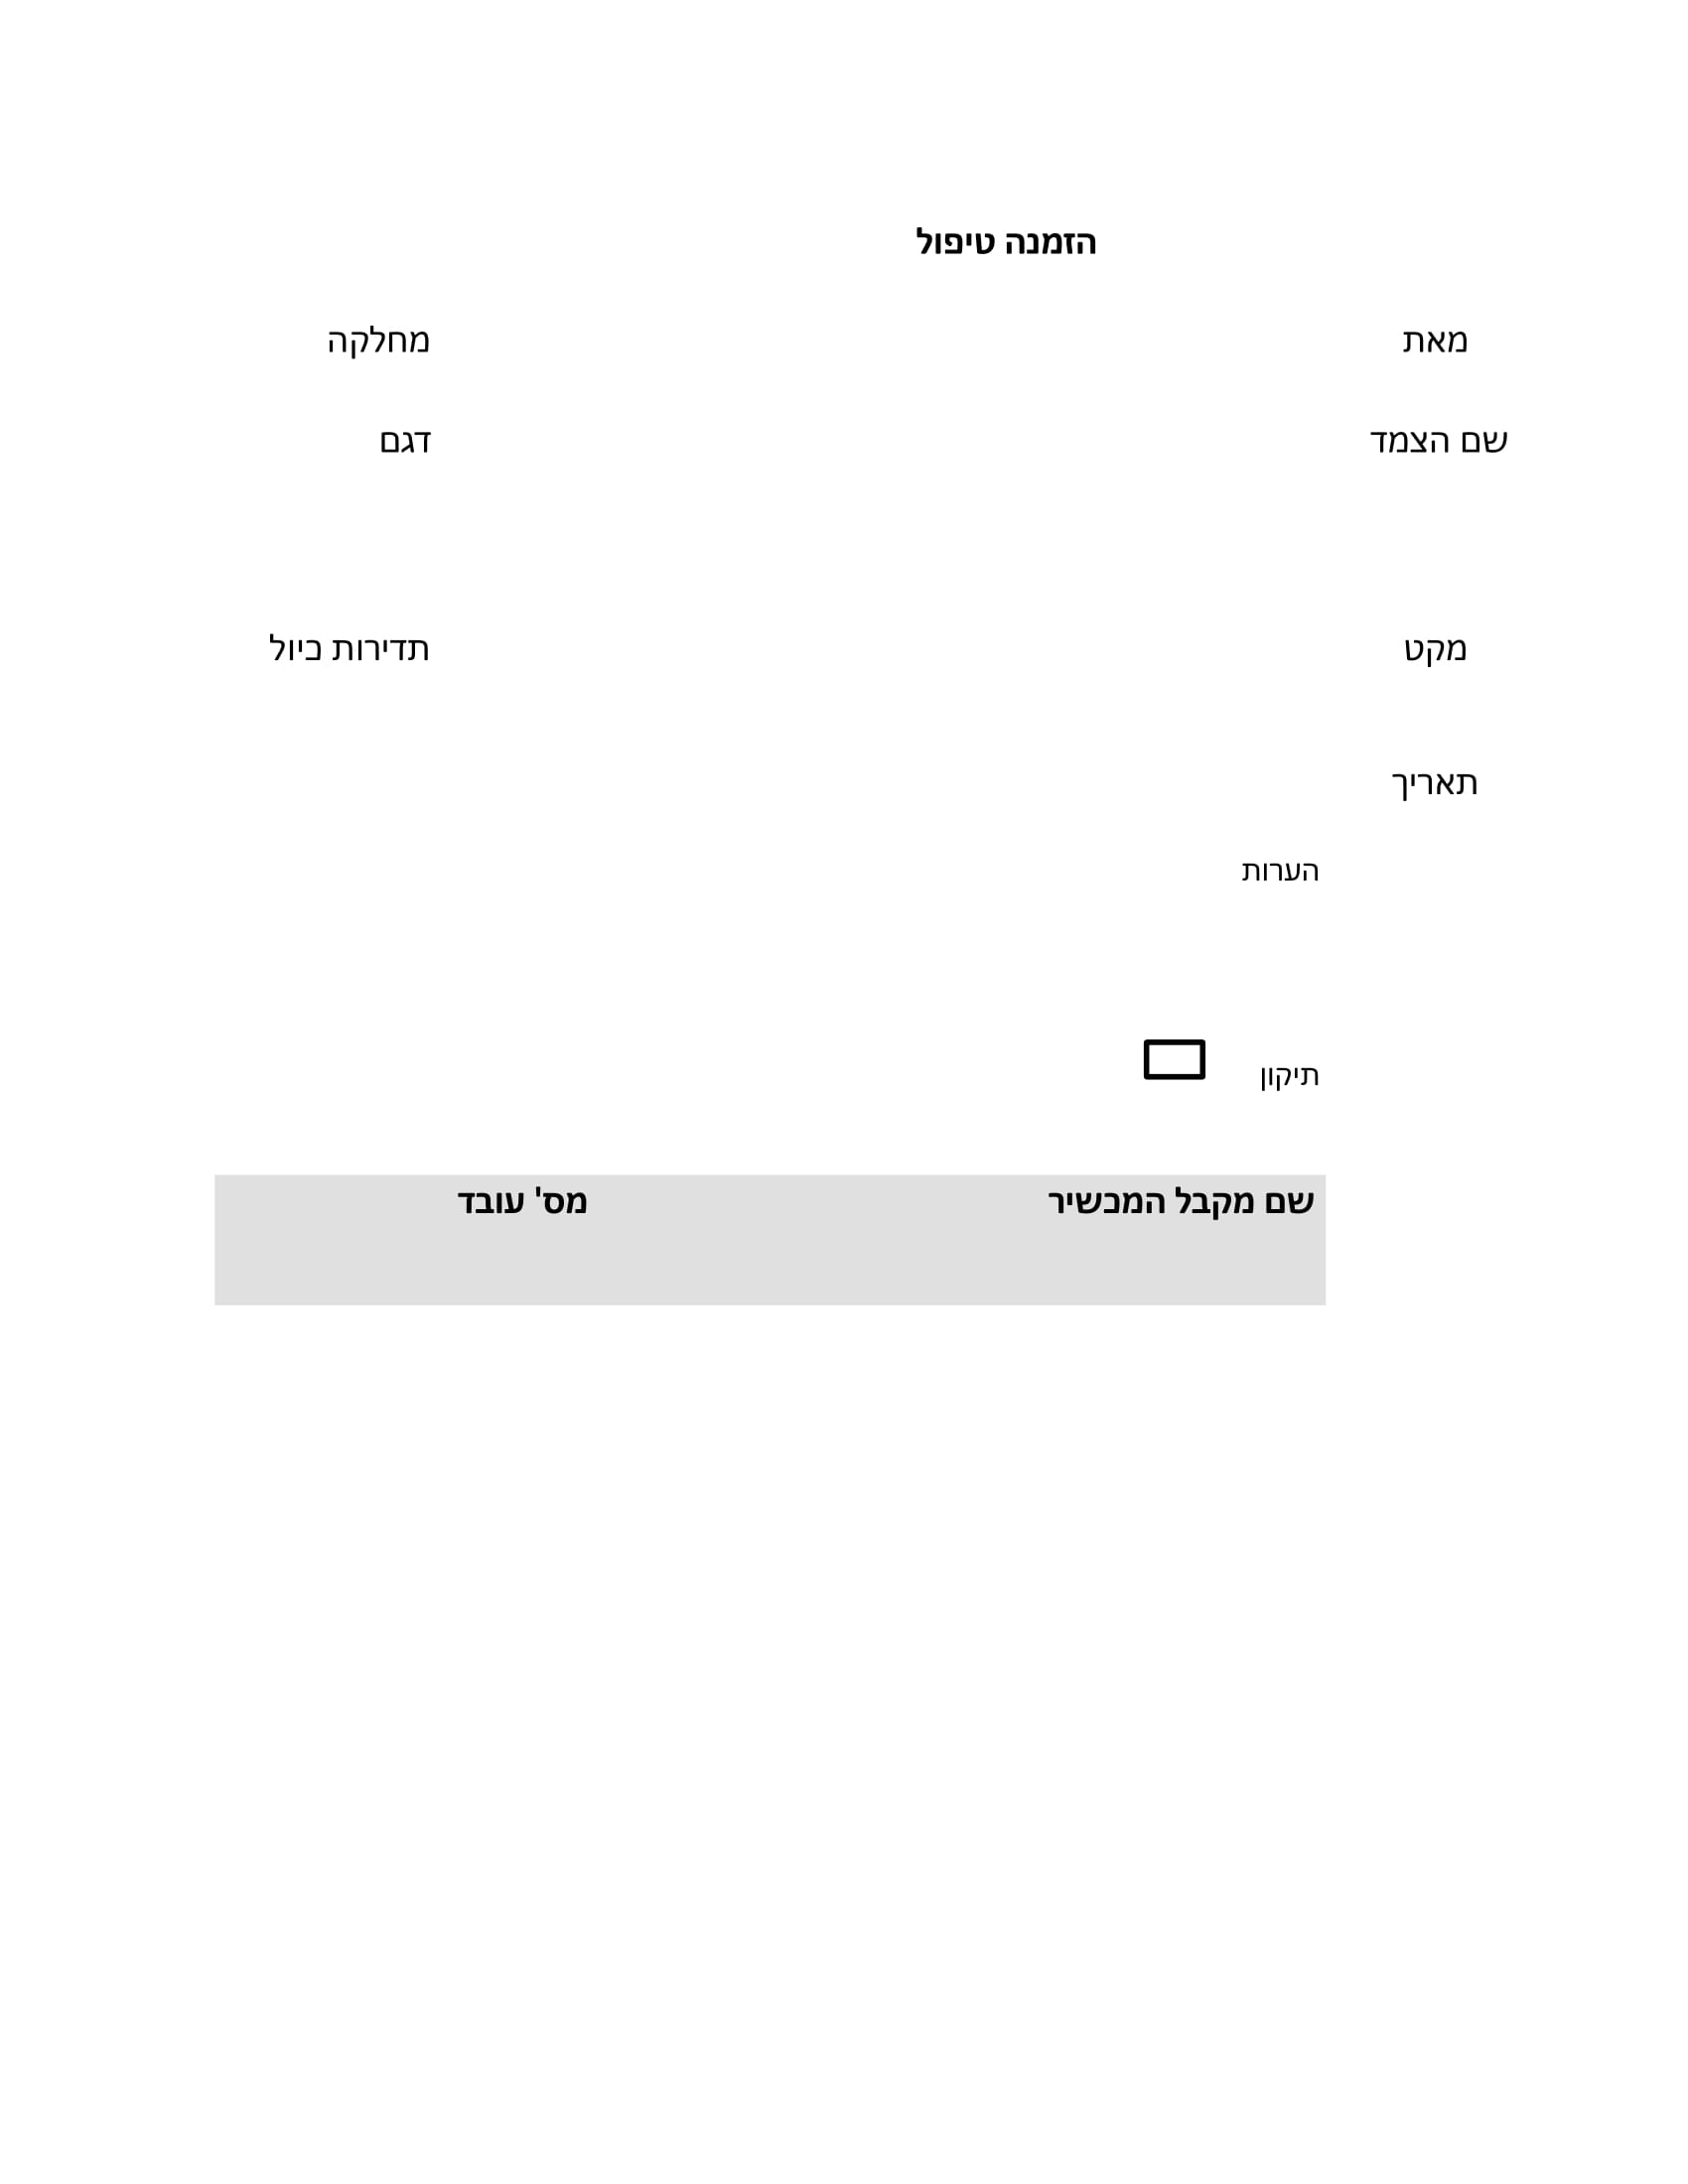 הזמנה טיפול
מאת מחלקה
שם הצמד דגם
מקט תדירות כיול
תאריך
הערות
תיקון
שם מקבל המכשיר מס' עובד